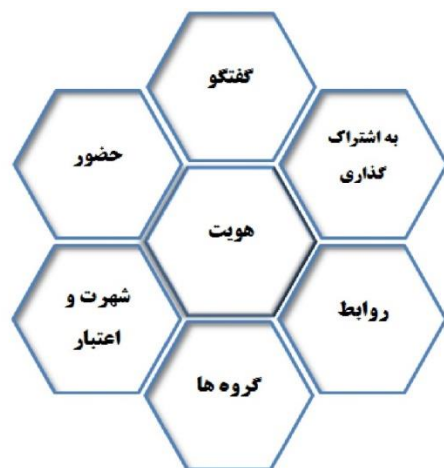 گفتگو
به اشتراک
گذاری
حضور
هویت
روابط
شهرت و
اعتبار
گروه ها